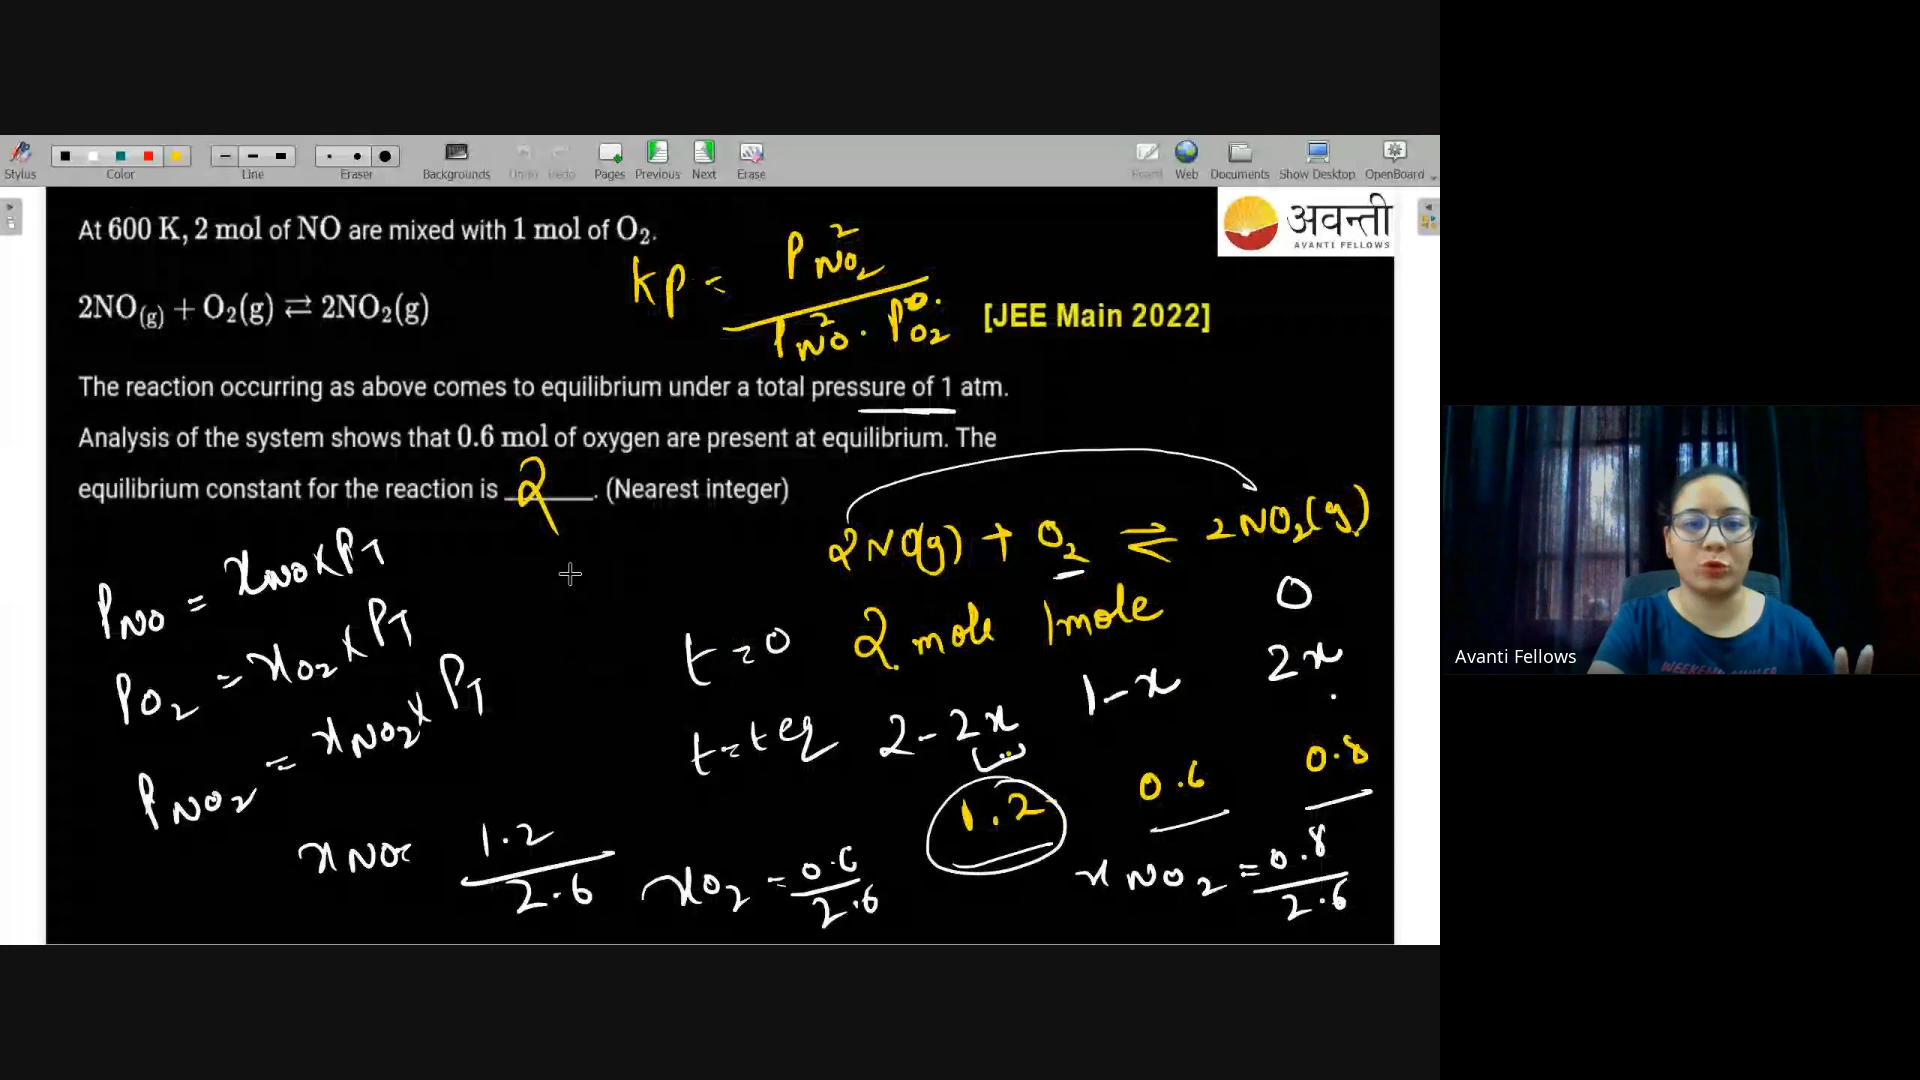 Stylus
Color
Line
Eraser
Backgrounds
Undo
Redo
Pages
Previous
Next
Erase
Board
Web
Documents
Show Desktop
OpenBoard
At 600 K, 2 mol of NO are mixed with 1 mol of O₂.
अवन्ती
AVANTI FELLOWS
2NO(g) + O₂(g) ⇌ 2NO₂(g)
[JEE Main 2022]
Kp = P²NO₂ / P²NO · PO₂
The reaction occurring as above comes to equilibrium under a total pressure of 1 atm.
Analysis of the system shows that 0.6 mol of oxygen are present at equilibrium. The
equilibrium constant for the reaction is __2__. (Nearest integer)
2NO(g) + O₂ ⇌ 2NO₂(g)
PNO = xNO × PT
PO₂ = xO₂ × PT
PNO₂ = xNO₂ × PT
t=0 2 mole 1mole 0
t=teq 2-2x 1-x 2x
1.2 0.6 0.8
xNO = 1.2/2.6 xO₂ = 0.6/2.6 xNO₂ = 0.8/2.6
Avanti Fellows